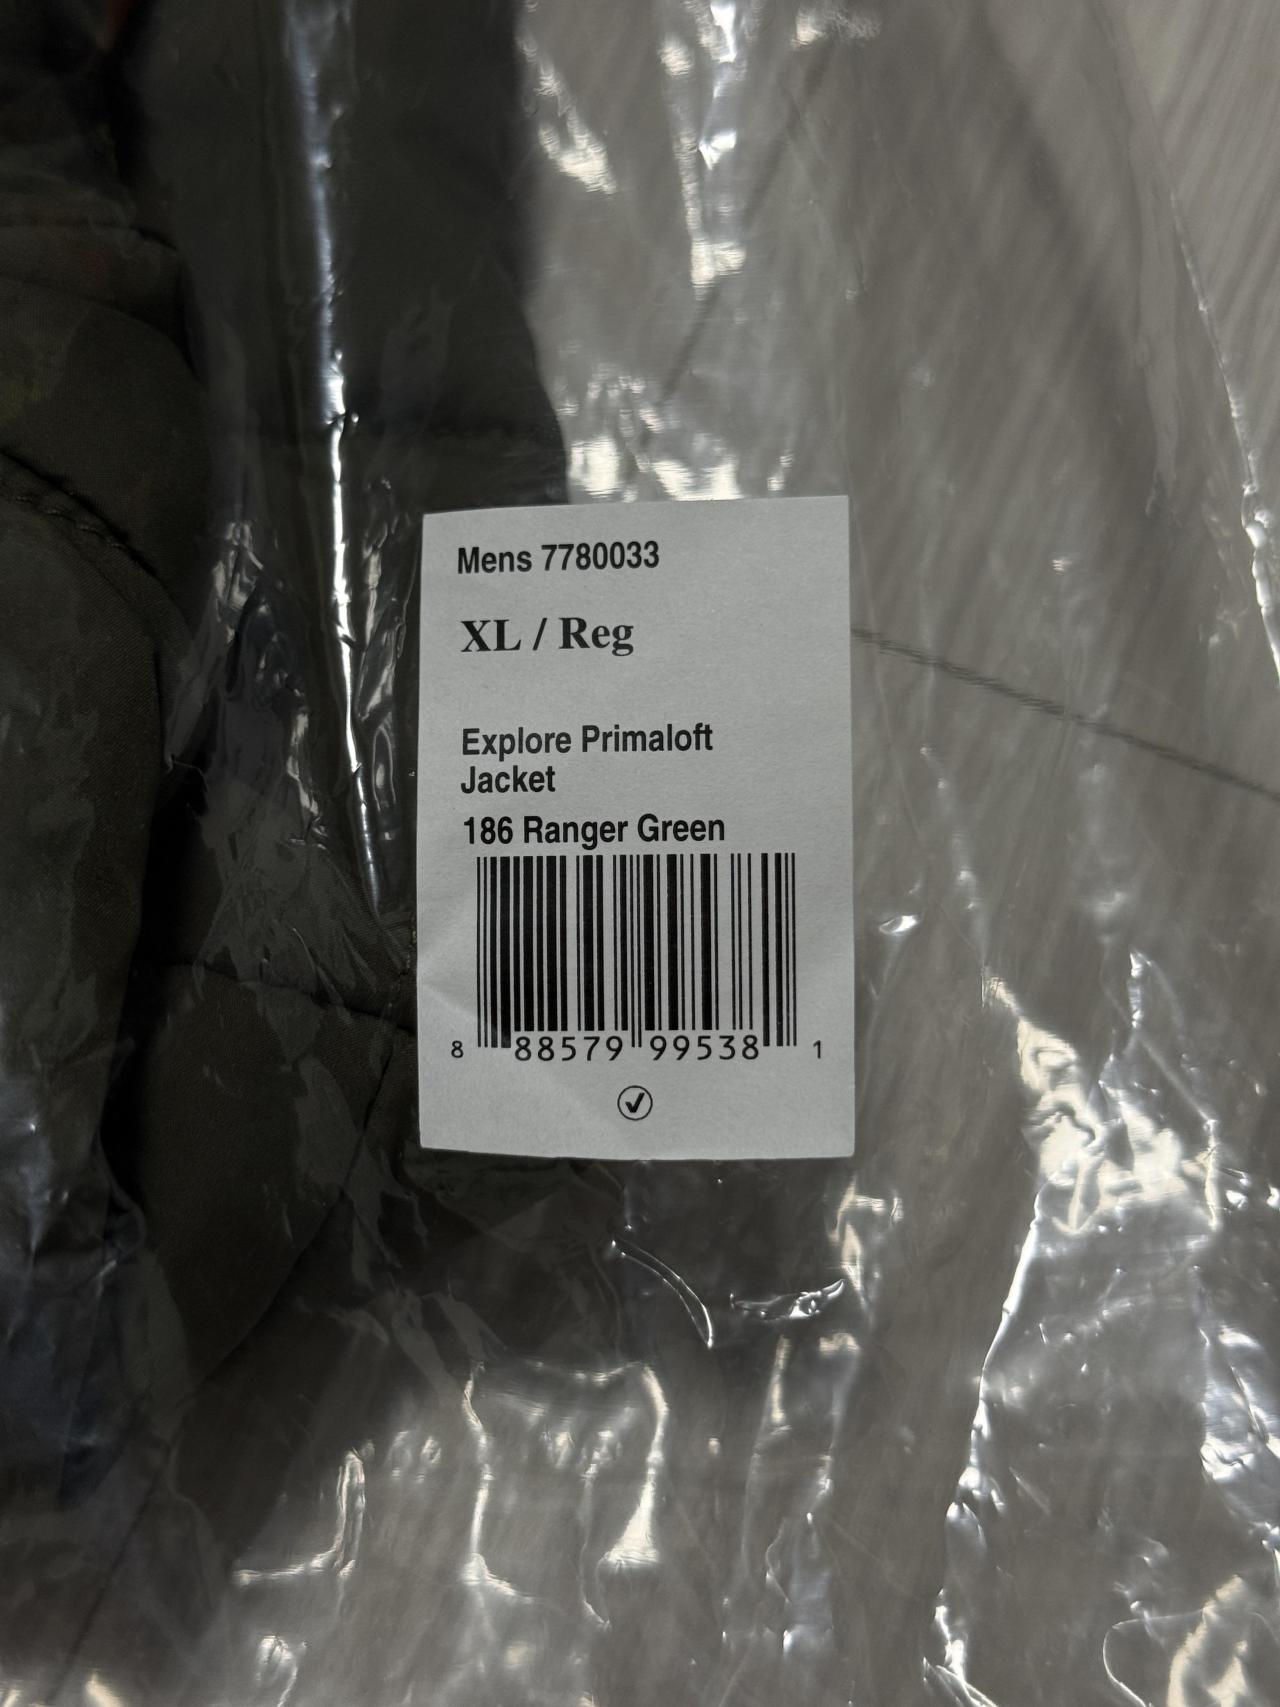 Mens 7780033
XL / Reg
Explore Primaloft
Jacket
186 Ranger Green
8 88579 99538 1